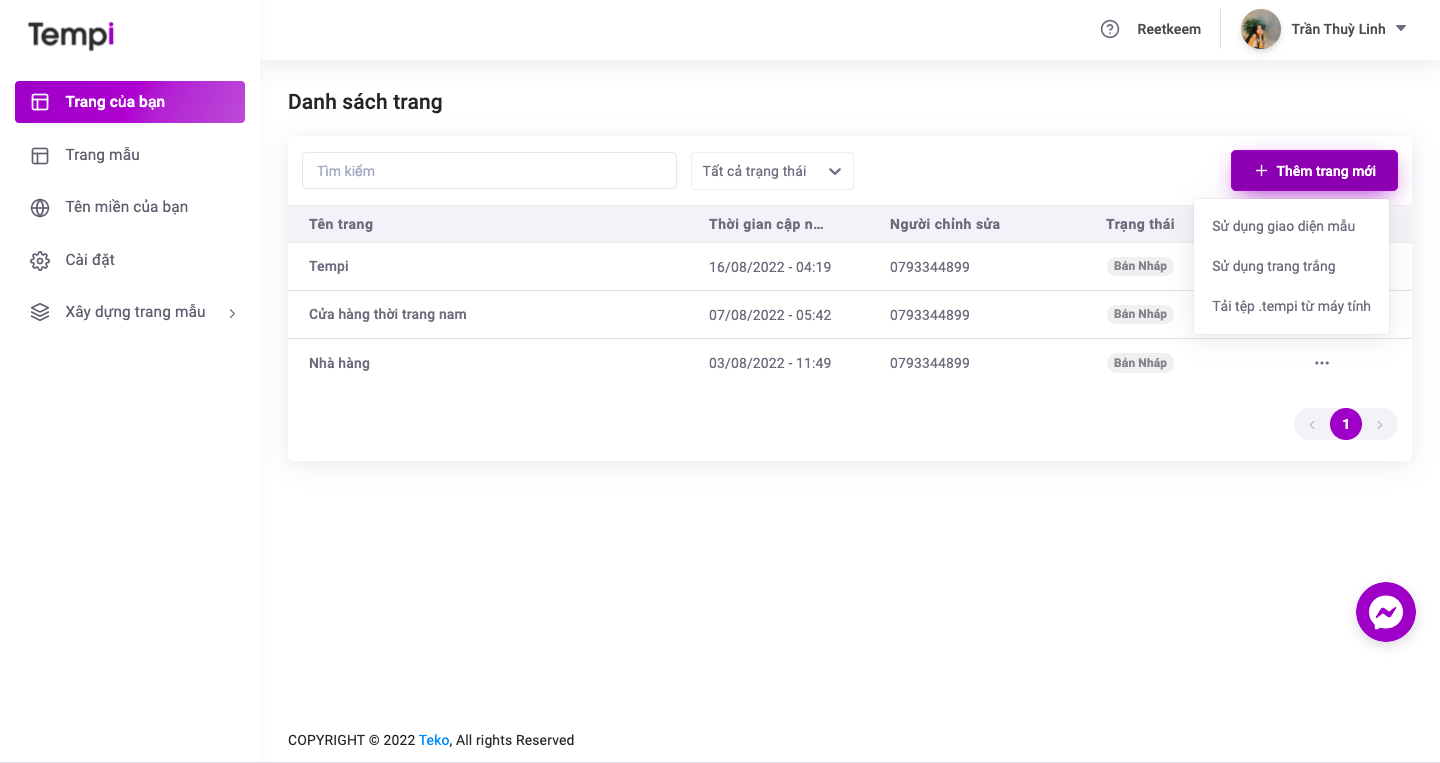 Tempi
Reetkeem
Trần Thuỳ Linh
Trang của bạn
Trang mẫu
Tên miền của bạn
Cài đặt
Xây dựng trang mẫu
Danh sách trang
Tìm kiếm
Tất cả trạng thái
+ Thêm trang mới
Sử dụng giao diện mẫu
Sử dụng trang trắng
Tải tệp .tempi từ máy tính
Tên trang Thời gian cập n... Người chỉnh sửa Trạng thái
Tempi 16/08/2022 - 04:19 0793344899 Bản Nháp
Cửa hàng thời trang nam 07/08/2022 - 05:42 0793344899 Bản Nháp
Nhà hàng 03/08/2022 - 11:49 0793344899 Bản Nháp ...
1
COPYRIGHT © 2022 Teko, All rights Reserved